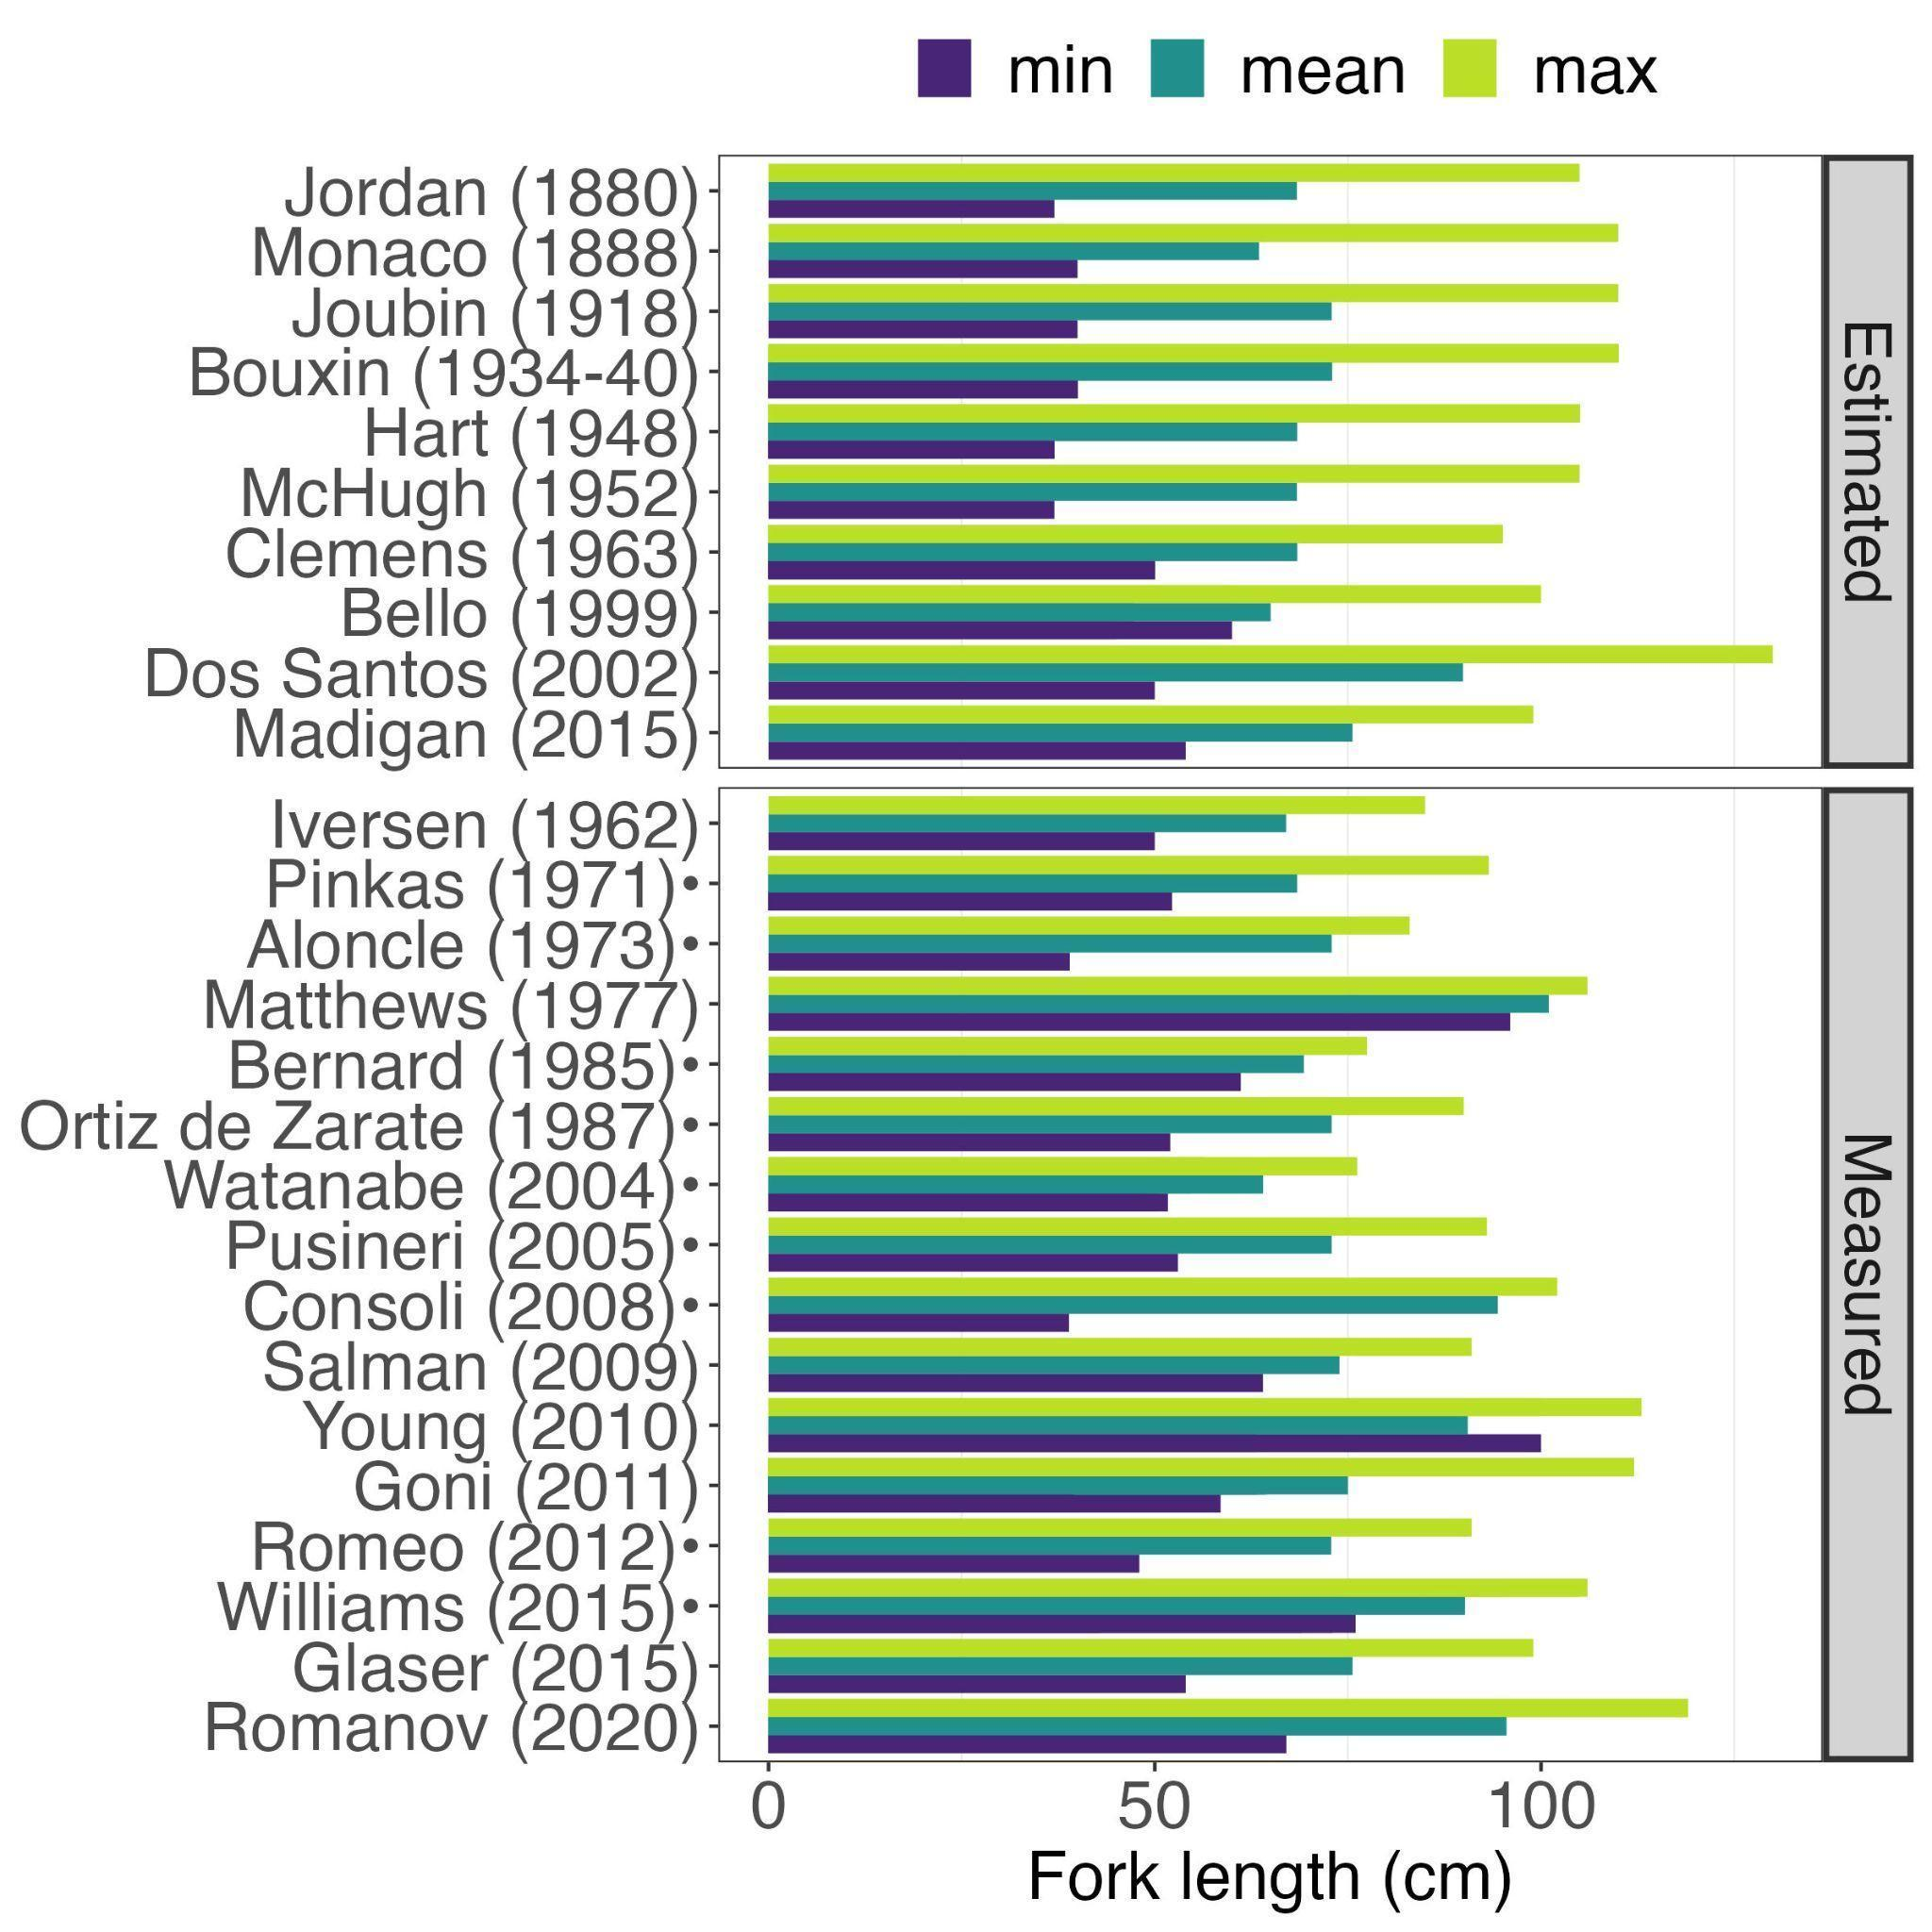 min mean max
Jordan (1880)
Monaco (1888)
Joubin (1918)
Bouxin (1934-40)
Hart (1948)
McHugh (1952)
Clemens (1963)
Bello (1999)
Dos Santos (2002)
Madigan (2015)
Estimated
Iversen (1962)
Pinkas (1971)•
Aloncle (1973)•
Matthews (1977)
Bernard (1985)•
Ortiz de Zarate (1987)•
Watanabe (2004)•
Pusineri (2005)•
Consoli (2008)•
Salman (2009)
Young (2010)
Goni (2011)
Romeo (2012)•
Williams (2015)•
Glaser (2015)
Romanov (2020)
Measured
0 50 100
Fork length (cm)